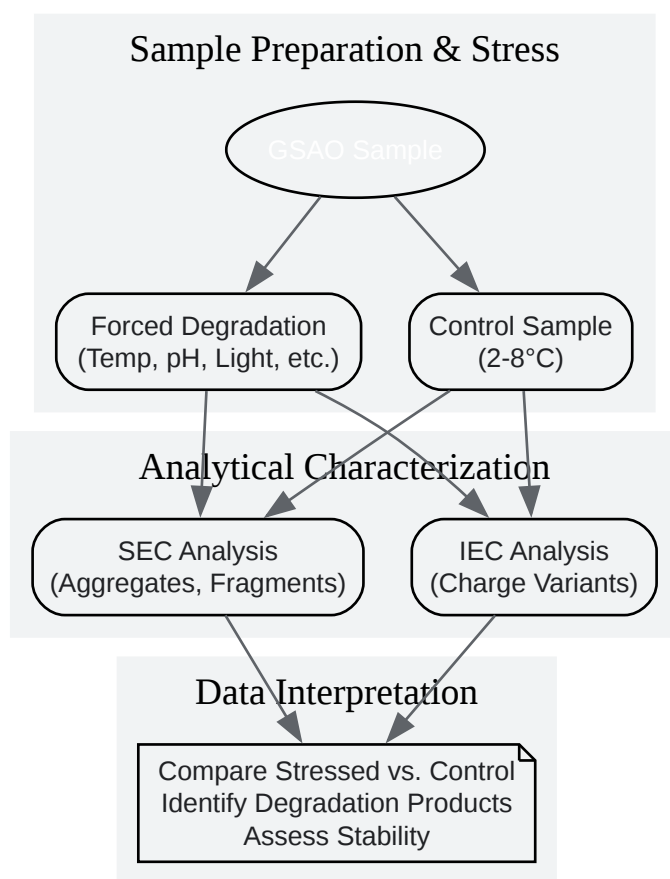 Sample Preparation & Stress
GSAO Sample
Forced Degradation
(Temp, pH, Light, etc.)
Control Sample
(2-8°C)
Analytical Characterization
SEC Analysis
(Aggregates, Fragments)
IEC Analysis
(Charge Variants)
Data Interpretation
Compare Stressed vs. Control
Identify Degradation Products
Assess Stability